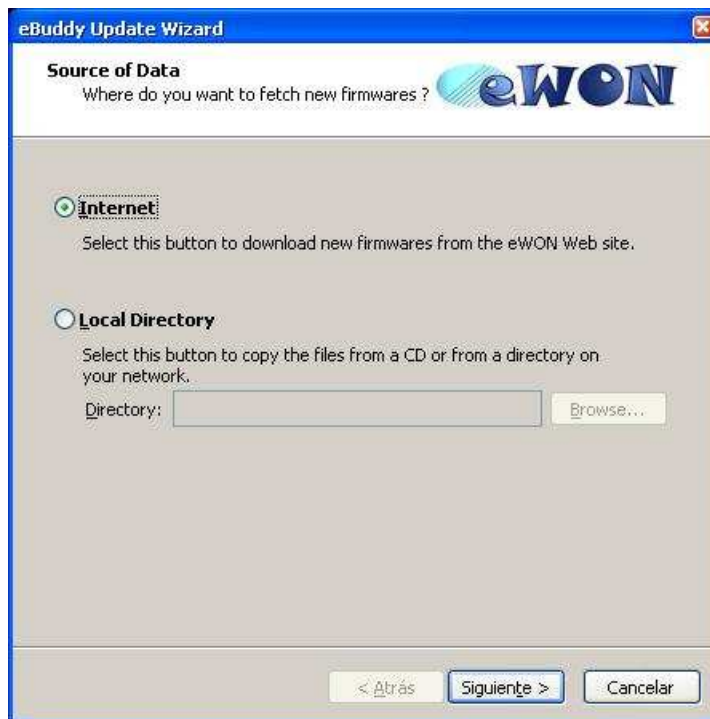 eBuddy Update Wizard
Source of Data
Where do you want to fetch new firmwares ?
eWON
Internet
Select this button to download new firmwares from the eWON Web site.
Local Directory
Select this button to copy the files from a CD or from a directory on
your network.
Directory:
Browse...
< Atrás
Siguiente >
Cancelar